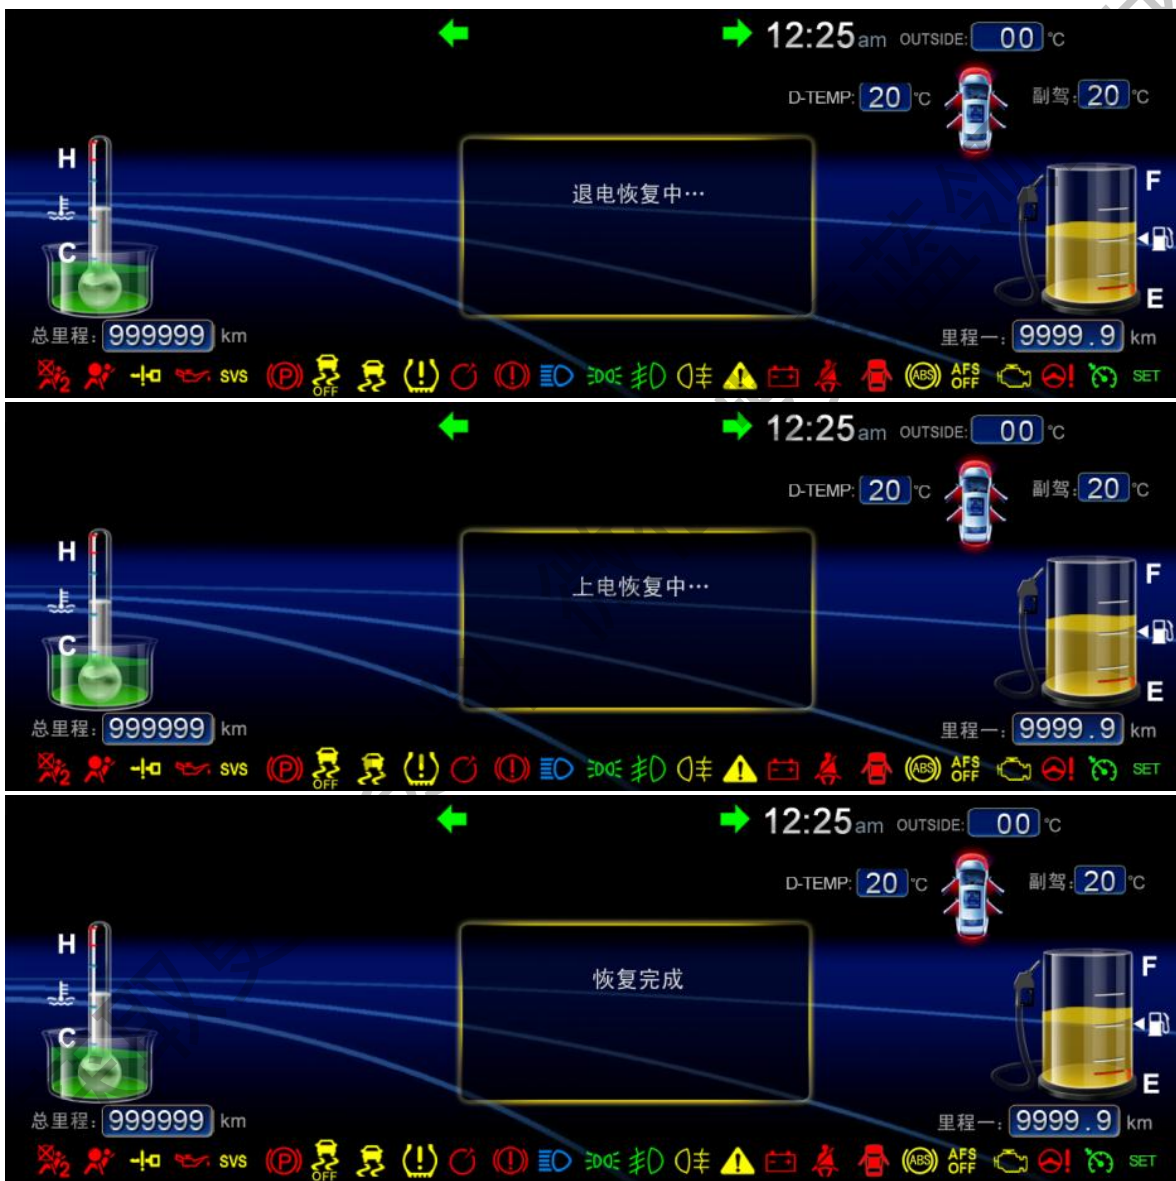 12:25am OUTSIDE: 00 °C
D-TEMP: 20 °C 副驾: 20 °C
H
退电恢复中…
F
C
E
总里程: 999999 km
里程一: 9999.9 km
2 SVS (P) OFF (!) (!) (ABS) AFS OFF ! SET
12:25am OUTSIDE: 00 °C
D-TEMP: 20 °C 副驾: 20 °C
H
上电恢复中…
F
C
E
总里程: 999999 km
里程一: 9999.9 km
2 SVS (P) OFF (!) (!) (ABS) AFS OFF ! SET
12:25am OUTSIDE: 00 °C
D-TEMP: 20 °C 副驾: 20 °C
H
恢复完成
F
C
E
总里程: 999999 km
里程一: 9999.9 km
2 SVS (P) OFF (!) (!) (ABS) AFS OFF ! SET